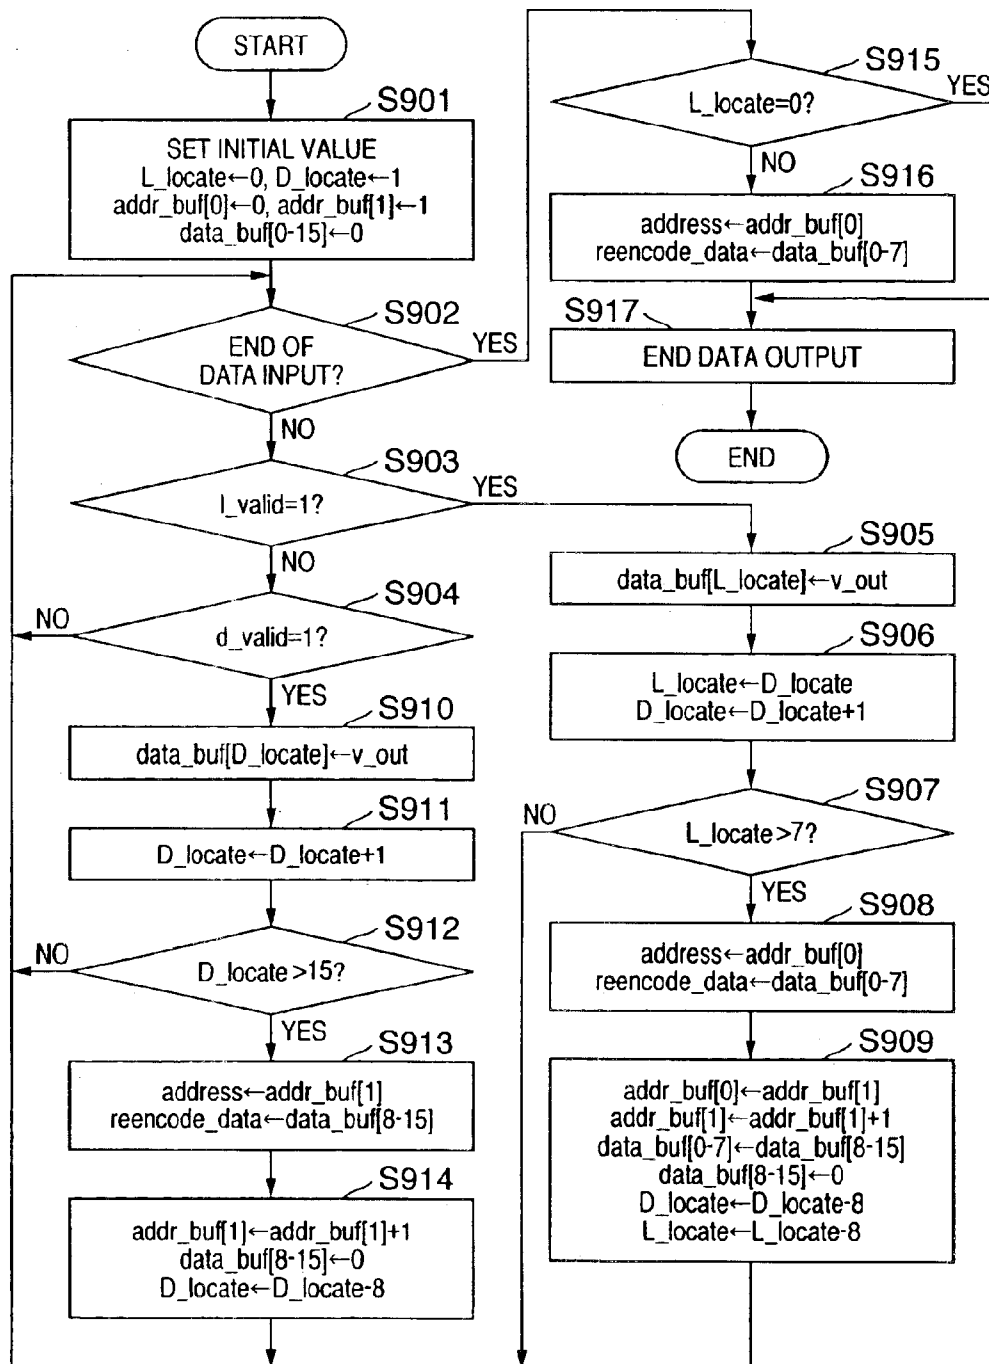 START
S901
SET INITIAL VALUE
L_locate←0, D_locate←1
addr_buf[0]←0, addr_buf[1]←1
data_buf[0-15]←0
S902
END OF
DATA INPUT?
YES
NO
S903
l_valid=1?
YES
NO
S904
d_valid=1?
NO
YES
S910
data_buf[D_locate]←v_out
S911
D_locate←D_locate+1
S912
D_locate>15?
NO
YES
S913
address←addr_buf[1]
reencode_data←data_buf[8-15]
S914
addr_buf[1]←addr_buf[1]+1
data_buf[8-15]←0
D_locate←D_locate-8
S915
L_locate=0?
YES
NO
S916
address←addr_buf[0]
reencode_data←data_buf[0-7]
S917
END DATA OUTPUT
END
S905
data_buf[L_locate]←v_out
S906
L_locate←D_locate
D_locate←D_locate+1
S907
L_locate>7?
NO
YES
S908
address←addr_buf[0]
reencode_data←data_buf[0-7]
S909
addr_buf[0]←addr_buf[1]
addr_buf[1]←addr_buf[1]+1
data_buf[0-7]←data_buf[8-15]
data_buf[8-15]←0
D_locate←D_locate-8
L_locate←L_locate-8